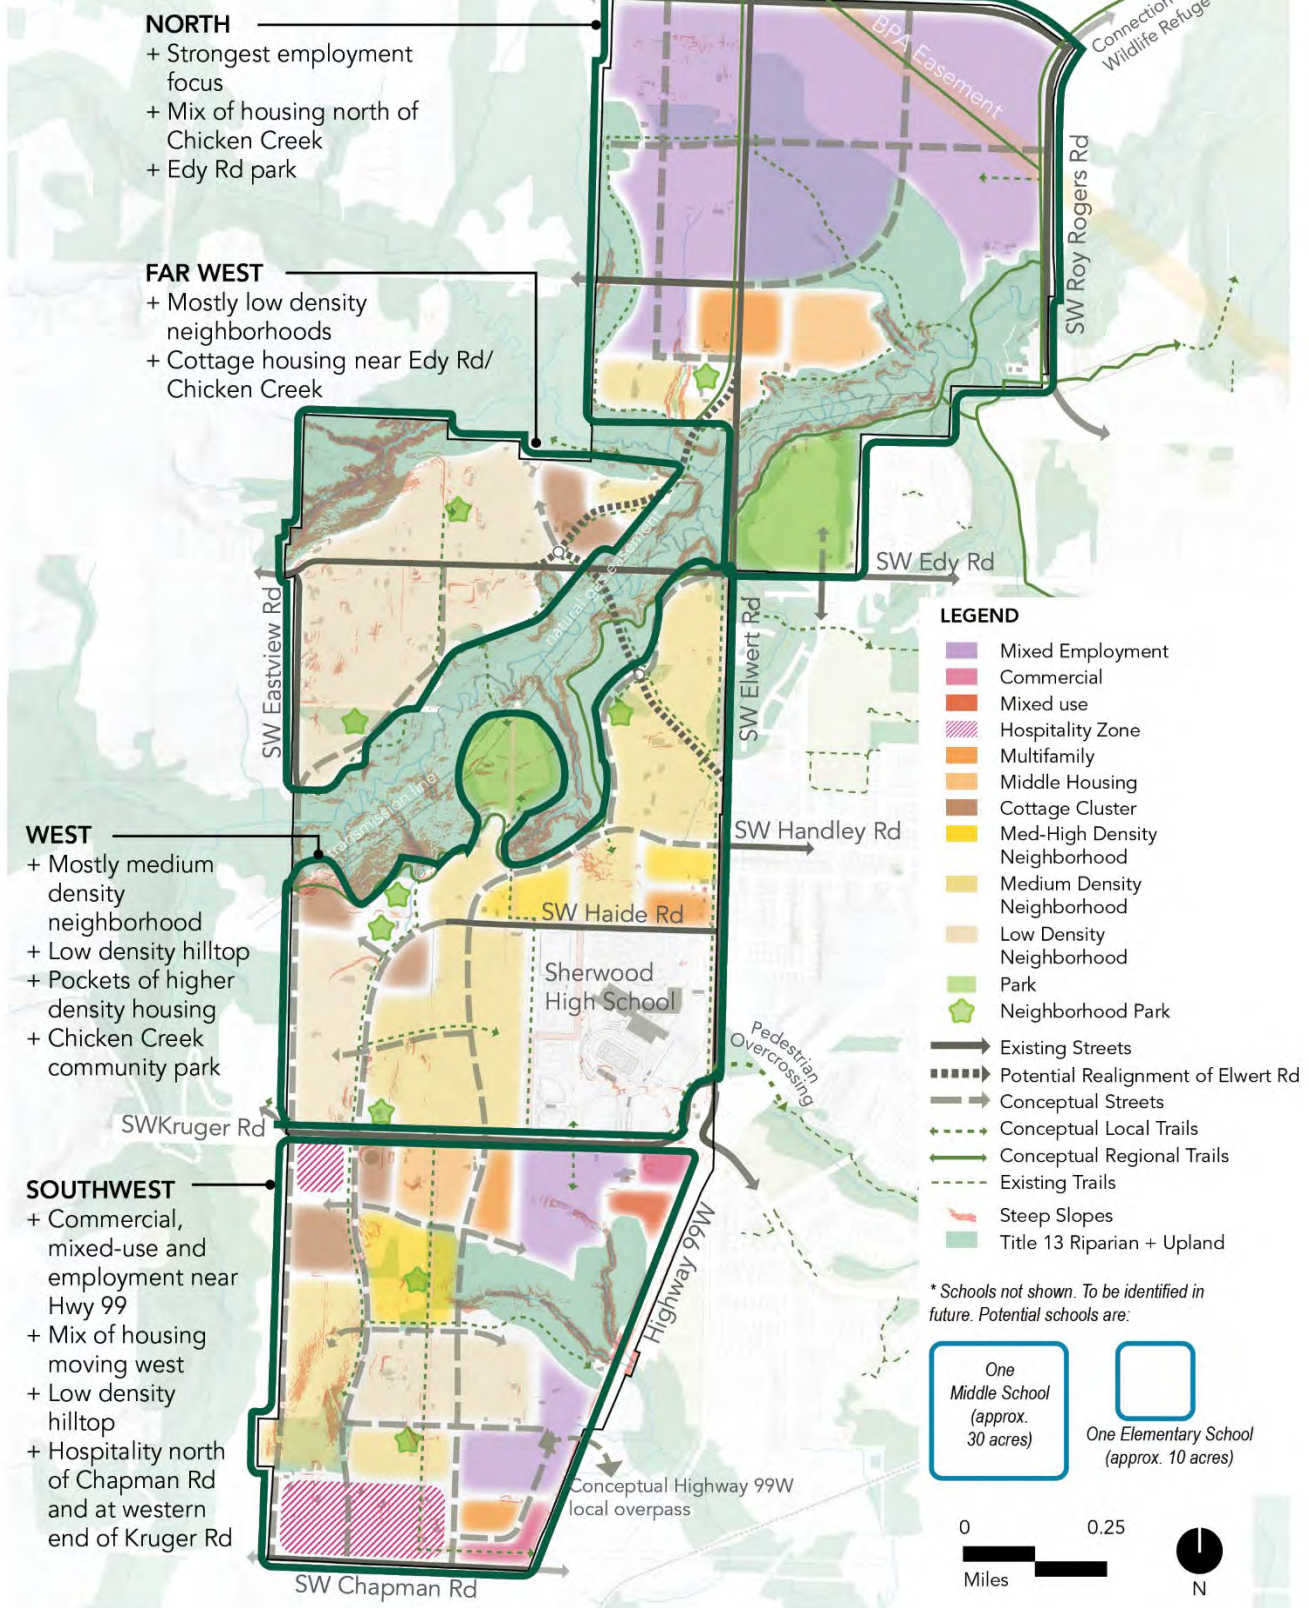 NORTH
+ Strongest employment
focus
+ Mix of housing north of
Chicken Creek
+ Edy Rd park
BPA Easement
Connection
Wildlife Refuge
SW Roy Rogers Rd
FAR WEST
+ Mostly low density
neighborhoods
+ Cottage housing near Edy Rd/
Chicken Creek
natural gas easement
SW Edy Rd
SW Eastview Rd
SW Elwert Rd
transmission line
SW Handley Rd
WEST
+ Mostly medium
density
neighborhood
+ Low density hilltop
+ Pockets of higher
density housing
+ Chicken Creek
community park
SW Haide Rd
Sherwood
High School
Pedestrian
Overcrossing
SWKruger Rd
SOUTHWEST
+ Commercial,
mixed-use and
employment near
Hwy 99
+ Mix of housing
moving west
+ Low density
hilltop
+ Hospitality north
of Chapman Rd
and at western
end of Kruger Rd
Highway 99W
Conceptual Highway 99W
local overpass
SW Chapman Rd
LEGEND
Mixed Employment
Commercial
Mixed use
Hospitality Zone
Multifamily
Middle Housing
Cottage Cluster
Med-High Density
Neighborhood
Medium Density
Neighborhood
Low Density
Neighborhood
Park
Neighborhood Park
Existing Streets
Potential Realignment of Elwert Rd
Conceptual Streets
Conceptual Local Trails
Conceptual Regional Trails
Existing Trails
Steep Slopes
Title 13 Riparian + Upland
* Schools not shown. To be identified in
future. Potential schools are:
One
Middle School
(approx.
30 acres)
One Elementary School
(approx. 10 acres)
0 0.25
Miles
N